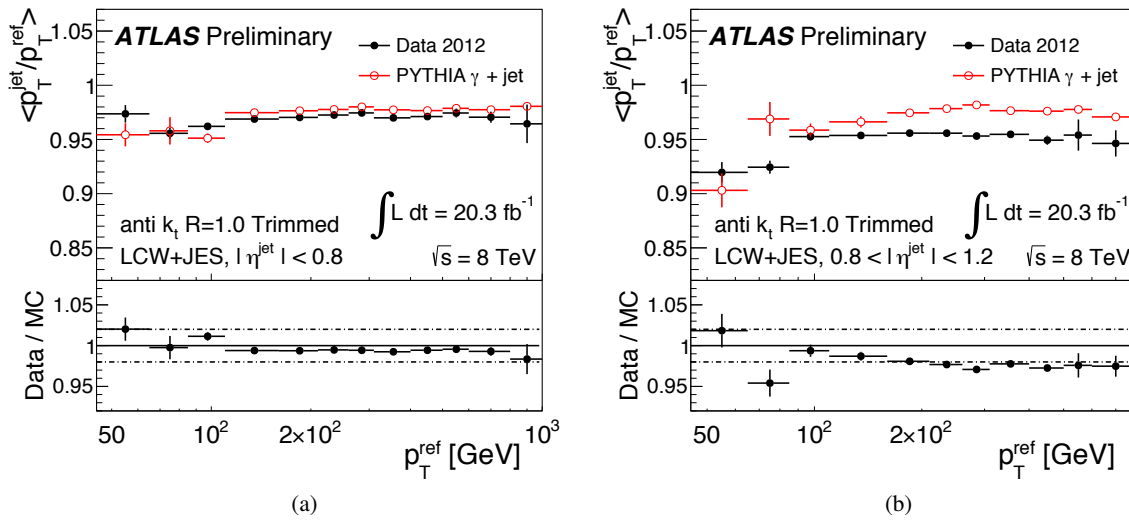 <p_T^jet/p_T^ref>
1.05
1
0.95
0.9
0.85
ATLAS Preliminary
Data 2012
PYTHIA γ + jet
anti k_t R=1.0 Trimmed
∫L dt = 20.3 fb^-1
LCW+JES, | η^jet | < 0.8
√s = 8 TeV
Data / MC
1.05
1
0.95
50
10^2
2×10^2
10^3
p_T^ref [GeV]
(a)
<p_T^jet/p_T^ref>
1.05
1
0.95
0.9
0.85
ATLAS Preliminary
Data 2012
PYTHIA γ + jet
anti k_t R=1.0 Trimmed
∫L dt = 20.3 fb^-1
LCW+JES, 0.8 < | η^jet | < 1.2
√s = 8 TeV
Data / MC
1.05
1
0.95
50
10^2
2×10^2
p_T^ref [GeV]
(b)